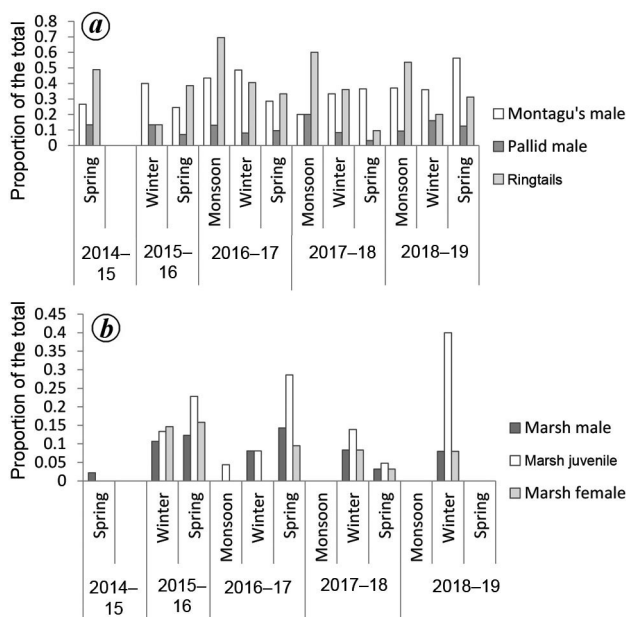 a
Proportion of the total
0.8
0.7
0.6
0.5
0.4
0.3
0.2
0.1
0
Spring
Winter
Spring
Monsoon
Winter
Spring
Monsoon
Winter
Spring
Monsoon
Winter
Spring
2014–
15
2015–
16
2016–17
2017–18
2018–19
Montagu's male
Pallid male
Ringtails
b
Proportion of the total
0.45
0.4
0.35
0.3
0.25
0.2
0.15
0.1
0.05
0
Spring
Winter
Spring
Monsoon
Winter
Spring
Monsoon
Winter
Spring
Monsoon
Winter
Spring
2014–
15
2015–
16
2016–17
2017–18
2018–19
Marsh male
Marsh juvenile
Marsh female